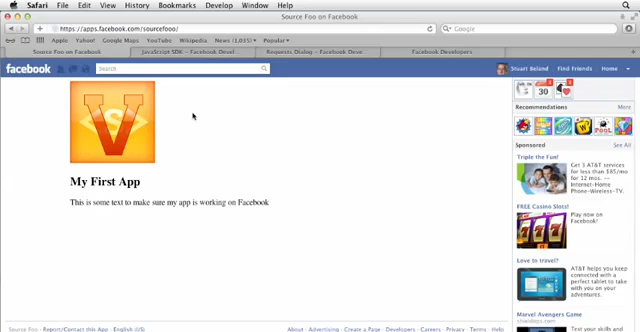 Safari File Edit View History Bookmarks Develop Window Help
Source Foo on Facebook
https://apps.facebook.com/sourcefooo/
Google
Apple Yahoo! Google Maps YouTube Wikipedia News (1,035) Popular
Source Foo on Facebook
JavaScript SDK – Facebook Devel
Requests Dialog – Facebook Deve
Facebook Developers
facebook
Search
Stuart Beland Find Friends Home
30
Recommendations More
W
POOL
Sponsored See All
V
My First App
This is some text to make sure my app is working on Facebook
Triple the Fun!
Get 3 AT&T services
for less than $85/mo
for 12 mos. --
Internet-Home
Phone-Wireless-TV.
FREE Casino Slots!
Play now on
Facebook!
Love to travel?
AT&T helps you keep
connected with a
perfect tablet to take
with you on your
adventures.
Marvel Avengers Game
Source Foo · Report/Contact this App · English (US)
About · Advertising · Create a Page · Developers · Careers · Privacy · Terms · Help